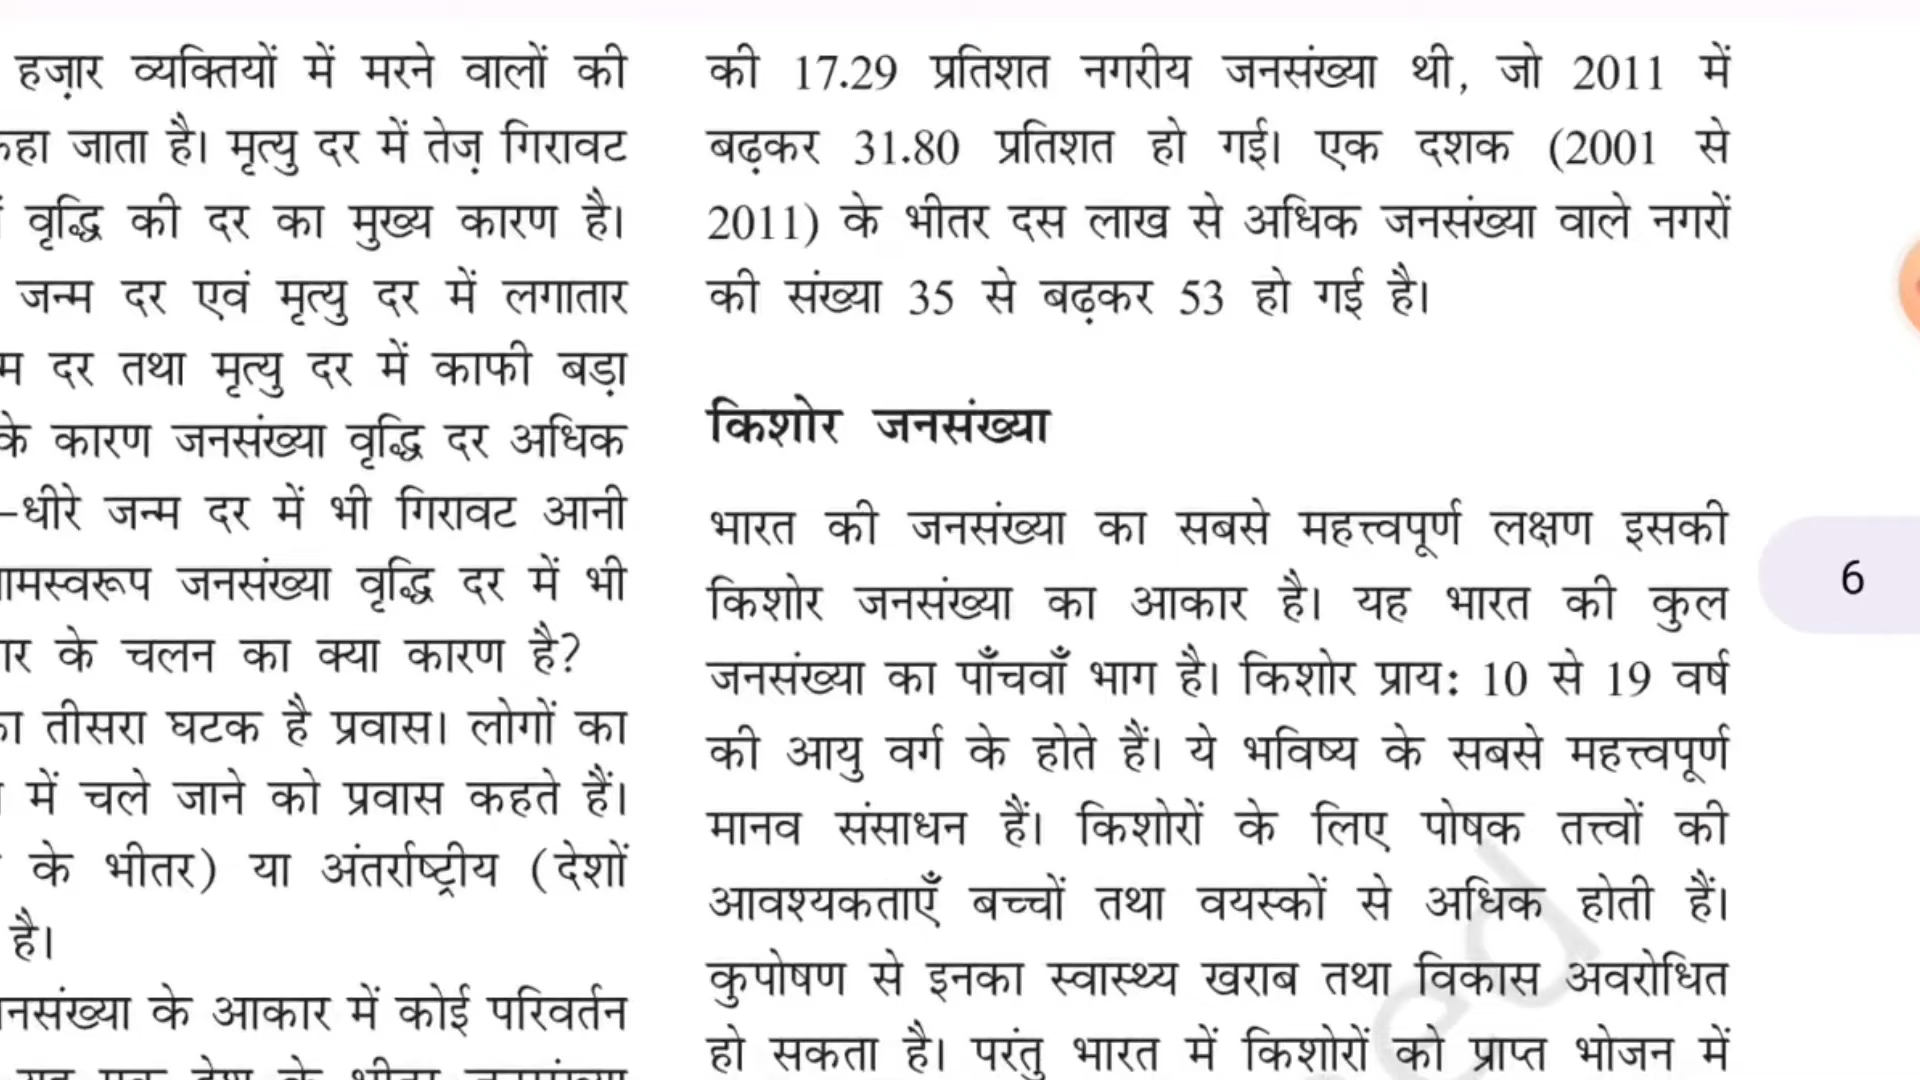 हज़ार व्यक्तियों में मरने वालों की
कहा जाता है। मृत्यु दर में तेज़ गिरावट
वृद्धि की दर का मुख्य कारण है।
जन्म दर एवं मृत्यु दर में लगातार
दर तथा मृत्यु दर में काफी बड़ा
के कारण जनसंख्या वृद्धि दर अधिक
-धीरे जन्म दर में भी गिरावट आनी
जनसंख्या वृद्धि दर में भी
के चलन का क्या कारण है?
तीसरा घटक है प्रवास। लोगों का
में चले जाने को प्रवास कहते हैं।
के भीतर) या अंतर्राष्ट्रीय (देशों
है।
के आकार में कोई परिवर्तन
की 17.29 प्रतिशत नगरीय जनसंख्या थी, जो 2011 में
बढ़कर 31.80 प्रतिशत हो गई। एक दशक (2001 से
2011) के भीतर दस लाख से अधिक जनसंख्या वाले नगरों
की संख्या 35 से बढ़कर 53 हो गई है।
किशोर जनसंख्या
भारत की जनसंख्या का सबसे महत्त्वपूर्ण लक्षण इसकी
किशोर जनसंख्या का आकार है। यह भारत की कुल
जनसंख्या का पाँचवाँ भाग है। किशोर प्राय: 10 से 19 वर्ष
की आयु वर्ग के होते हैं। ये भविष्य के सबसे महत्त्वपूर्ण
मानव संसाधन हैं। किशोरों के लिए पोषक तत्त्वों की
आवश्यकताएँ बच्चों तथा वयस्कों से अधिक होती हैं।
कुपोषण से इनका स्वास्थ्य खराब तथा विकास अवरोधित
हो सकता है। परंतु भारत में किशोरों को प्राप्त भोजन में
6